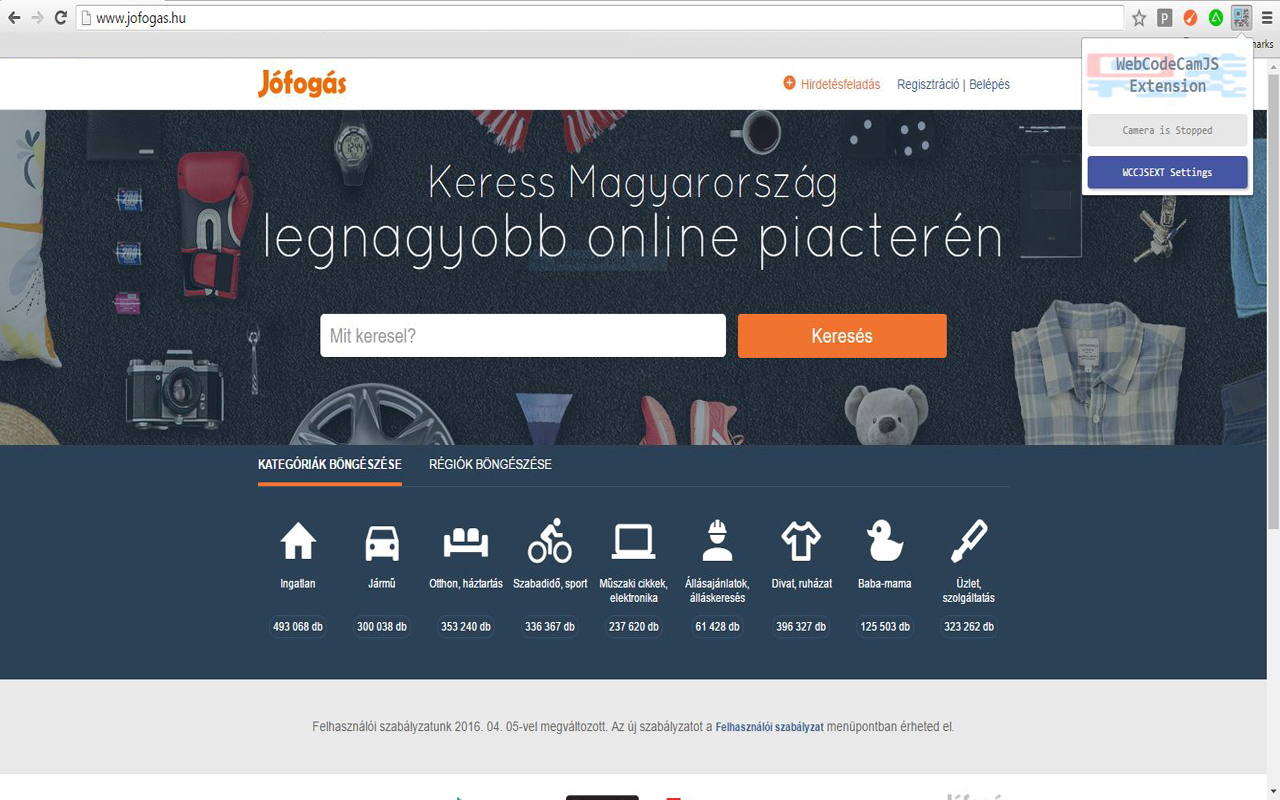 www.jofogas.hu
P
WebCodeCamJS
Extension
Camera is Stopped
WCCJSEXT Settings
Jófogás
Hirdetésfeladás
Regisztráció | Belépés
Keress Magyarország
legnagyobb online piacterén
Mit keresel?
Keresés
KATEGÓRIÁK BÖNGÉSZÉSE
RÉGIÓK BÖNGÉSZÉSE
Ingatlan
Jármű
Otthon, háztartás
Szabadidő, sport
Műszaki cikkek,
elektronika
Állásajánlatok,
álláskeresés
Divat, ruházat
Baba-mama
Üzlet,
szolgáltatás
493 068 db
300 038 db
353 240 db
336 367 db
237 620 db
61 428 db
396 327 db
125 503 db
323 262 db
Felhasználói szabályzatunk 2016. 04. 05-vel megváltozott. Az új szabályzatot a Felhasználói szabályzat menüpontban érheted el.